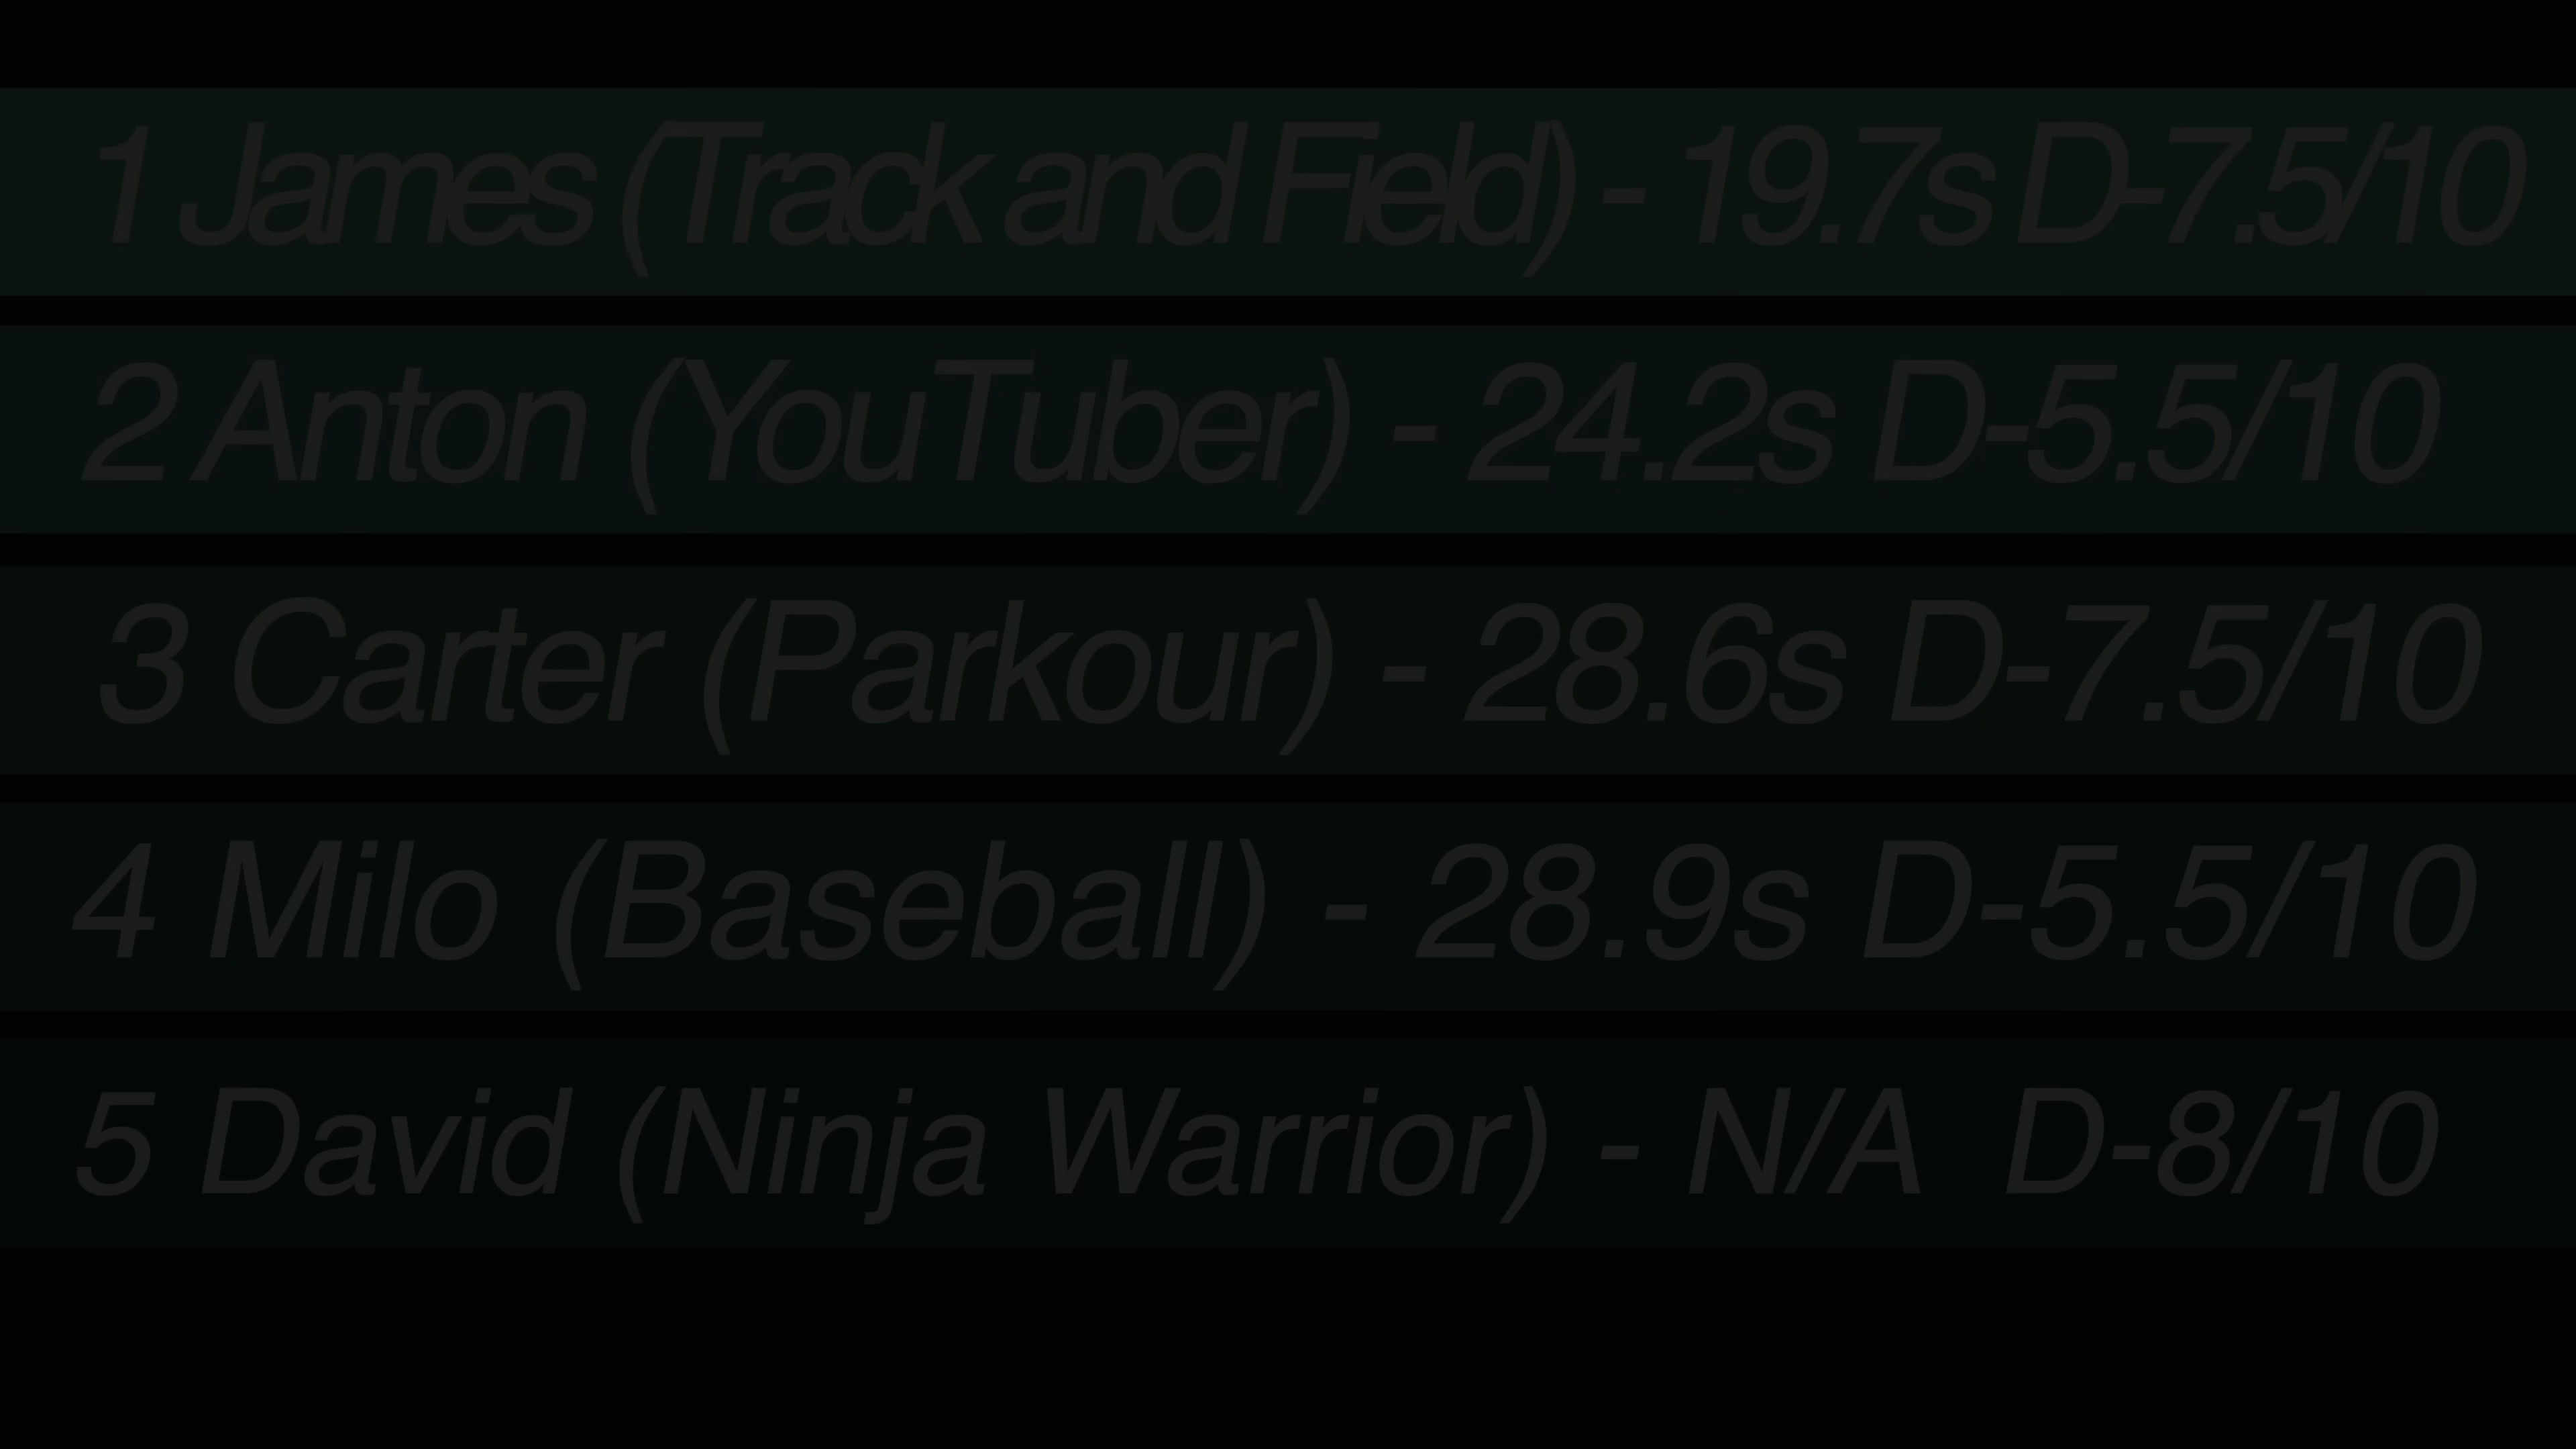 1 James (Track and Field) - 19.7s D-7.5/10
2 Anton (YouTuber) - 24.2s D-5.5/10
3 Carter (Parkour) - 28.6s D-7.5/10
4 Milo (Baseball) - 28.9s D-5.5/10
5 David (Ninja Warrior) - N/A D-8/10